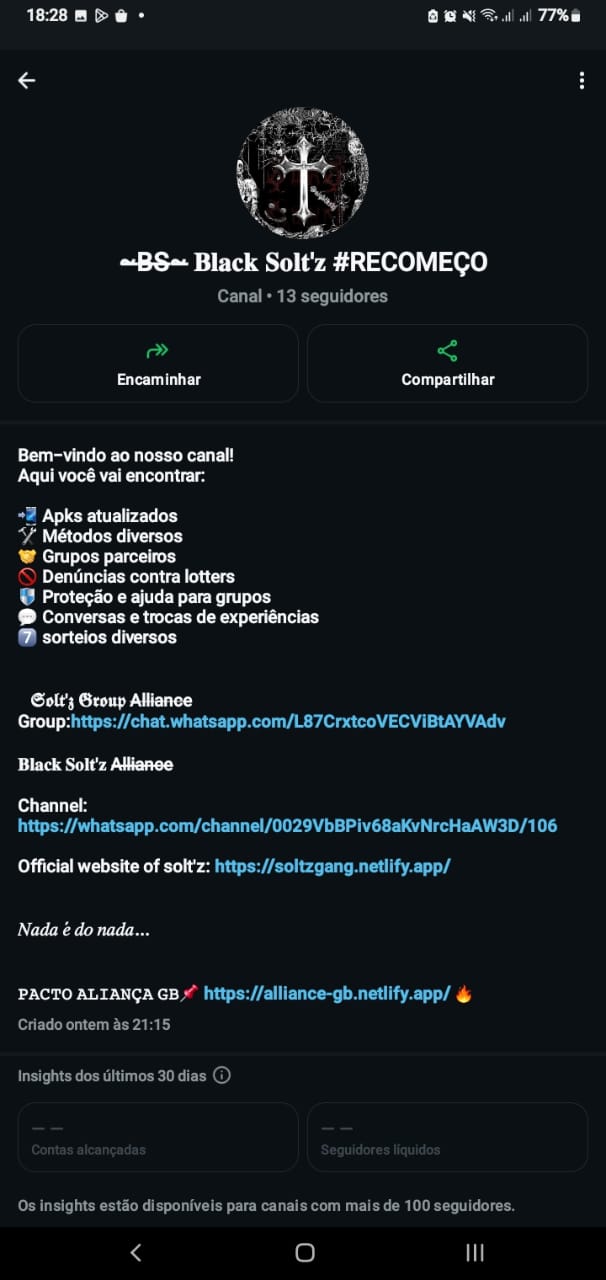 18:28
77%
~B̶S̶~ 𝐁𝐥𝐚𝐜𝐤 𝐒𝐨𝐥𝐭'𝐳 #RECOMEÇO
Canal • 13 seguidores
Encaminhar
Compartilhar
Bem-vindo ao nosso canal!
Aqui você vai encontrar:
📲 Apks atualizados
🛠 Métodos diversos
🤝 Grupos parceiros
🚫 Denúncias contra lotters
🛡 Proteção e ajuda para grupos
💬 Conversas e trocas de experiências
7️⃣ sorteios diversos
𝕾𝖔𝖑𝖙'𝖟 𝕲𝖗𝖔𝖚𝖕 A̶l̶l̶i̶a̶n̶c̶e̶
Group:https://chat.whatsapp.com/L87CrxtcoVECViBtAYVAdv
𝐁𝐥𝐚𝐜𝐤 𝐒𝐨𝐥𝐭'𝐳 A̶l̶l̶i̶a̶n̶c̶e̶
Channel:
https://whatsapp.com/channel/0029VbBPiv68aKvNrcHaAW3D/106
Official website of solt'z: https://soltzgang.netlify.app/
𝑁𝑎𝑑𝑎 𝑒́ 𝑑𝑜 𝑛𝑎𝑑𝑎...
𝙿𝙰𝙲𝚃𝙾 𝙰𝙻𝙸𝙰𝙽𝙲̧𝙰 𝙶𝙱📌 https://alliance-gb.netlify.app/ 🔥
Criado ontem às 21:15
Insights dos últimos 30 dias
— —
Contas alcançadas
— —
Seguidores líquidos
Os insights estão disponíveis para canais com mais de 100 seguidores.